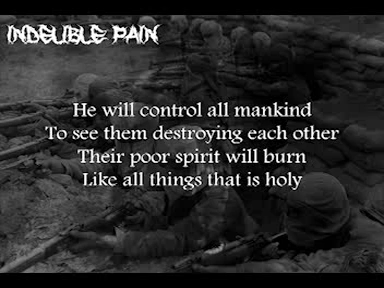 INDELIBLE PAIN
He will control all mankind
To see them destroying each other
Their poor spirit will burn
Like all things that is holy